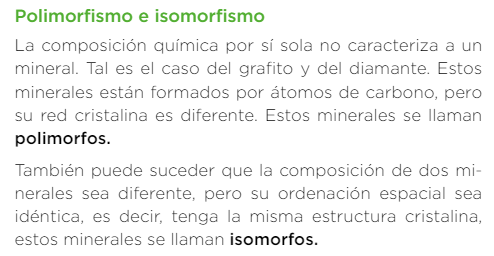 Polimorfismo e isomorfismo
La composición química por sí sola no caracteriza a un
mineral. Tal es el caso del grafito y del diamante. Estos
minerales están formados por átomos de carbono, pero
su red cristalina es diferente. Estos minerales se llaman
polimorfos.
También puede suceder que la composición de dos mi-
nerales sea diferente, pero su ordenación espacial sea
idéntica, es decir, tenga la misma estructura cristalina,
estos minerales se llaman isomorfos.